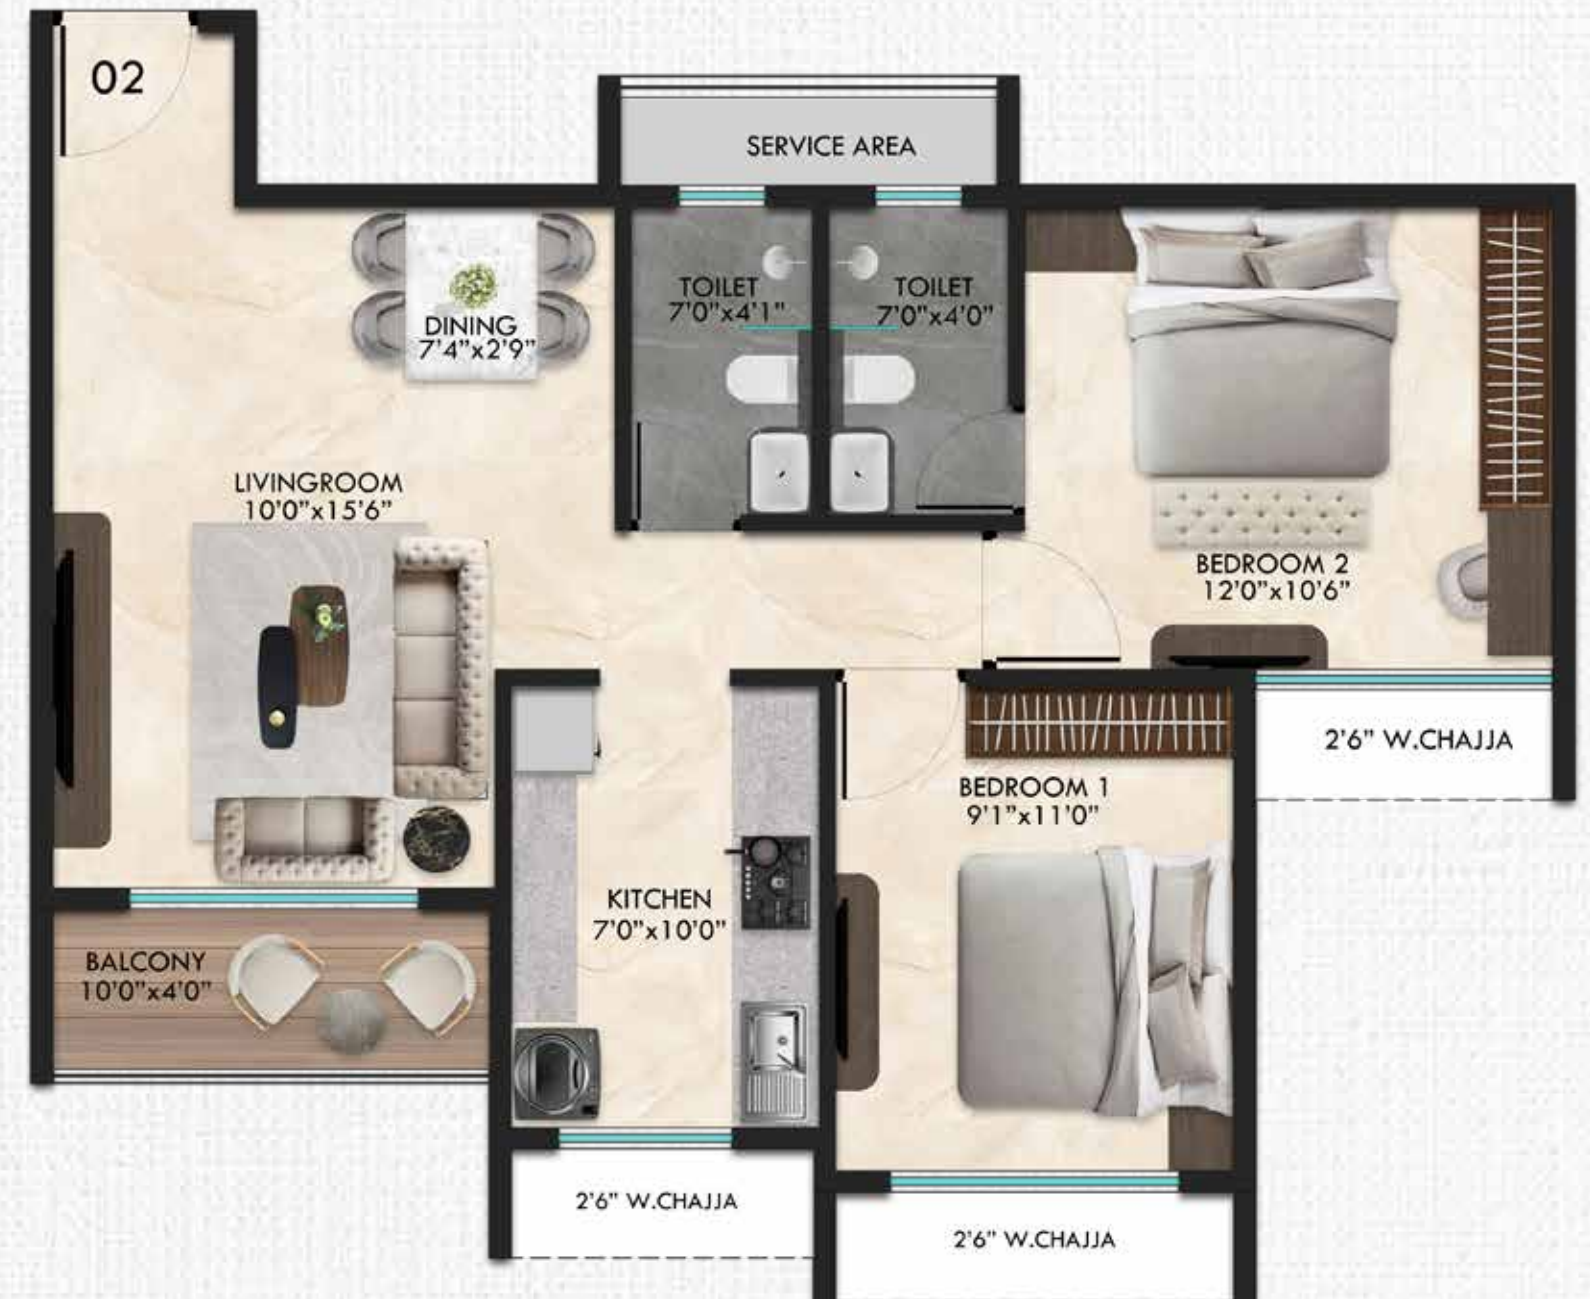 02
SERVICE AREA
TOILET
7'0"x4'1"
TOILET
7'0"x4'0"
DINING
7'4"x2'9"
LIVINGROOM
10'0"x15'6"
BEDROOM 2
12'0"x10'6"
2'6" W.CHAJJA
BEDROOM 1
9'1"x11'0"
KITCHEN
7'0"x10'0"
BALCONY
10'0"x4'0"
2'6" W.CHAJJA
2'6" W.CHAJJA